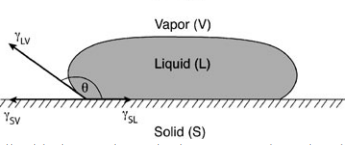 Vapor (V)
γLV
Liquid (L)
θ
γSV
γSL
Solid (S)